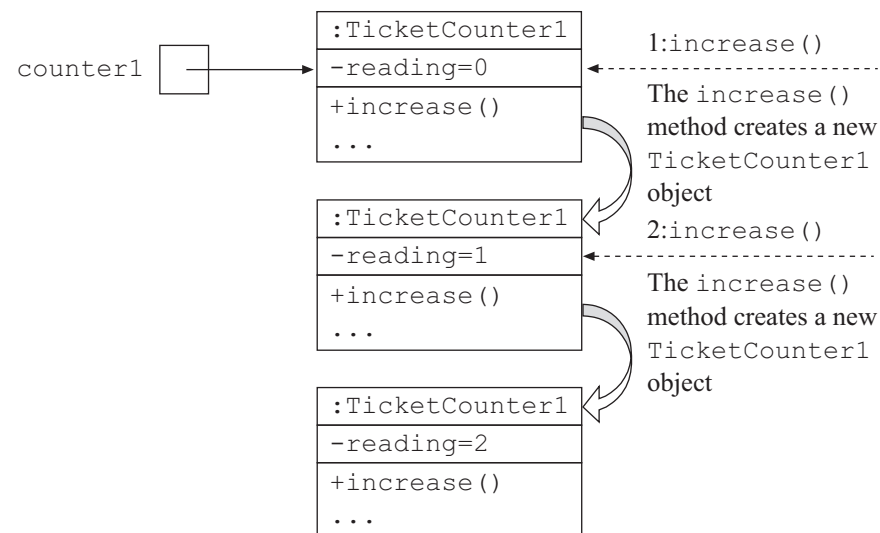 :TicketCounter1
1:increase()
counter1
-reading=0
+increase()
...
The increase()
method creates a new
TicketCounter1
object
:TicketCounter1
2:increase()
-reading=1
+increase()
...
The increase()
method creates a new
TicketCounter1
object
:TicketCounter1
-reading=2
+increase()
...